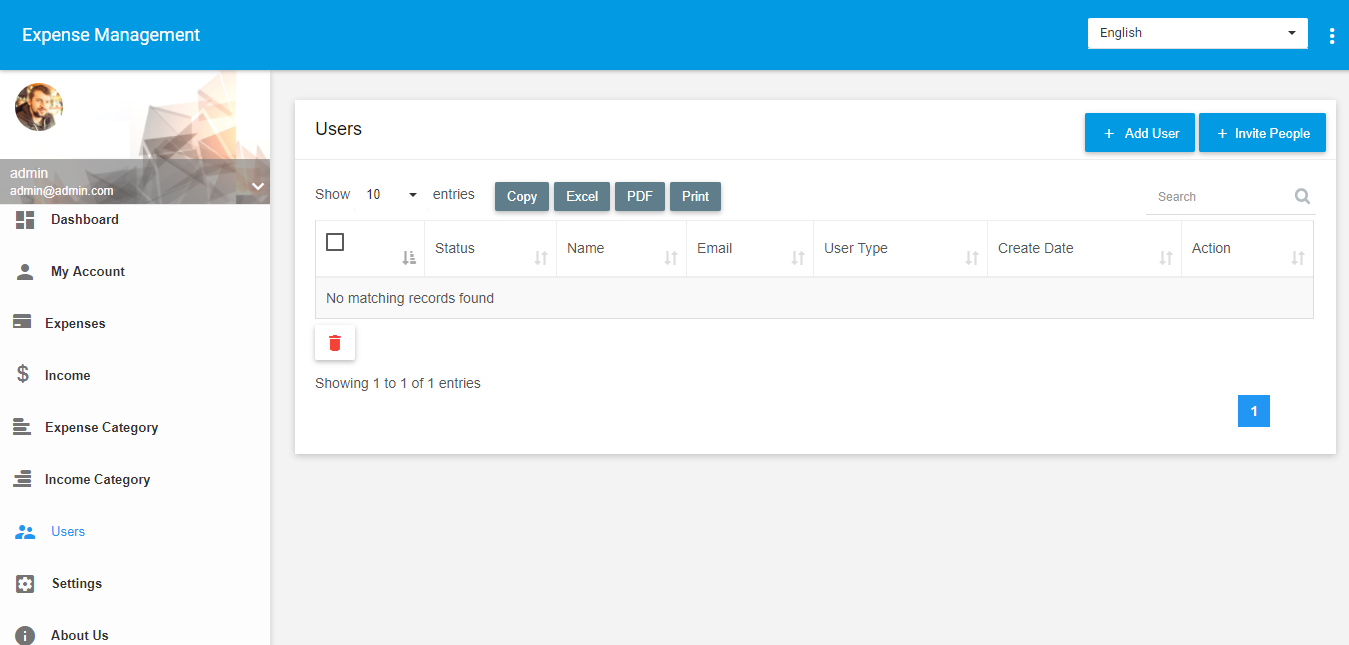 Expense Management
English
admin
admin@admin.com
Dashboard
My Account
Expenses
Income
Expense Category
Income Category
Users
Settings
About Us
Users
+ Add User
+ Invite People
Show 10 entries
Copy
Excel
PDF
Print
Search
Status
Name
Email
User Type
Create Date
Action
No matching records found
Showing 1 to 1 of 1 entries
1